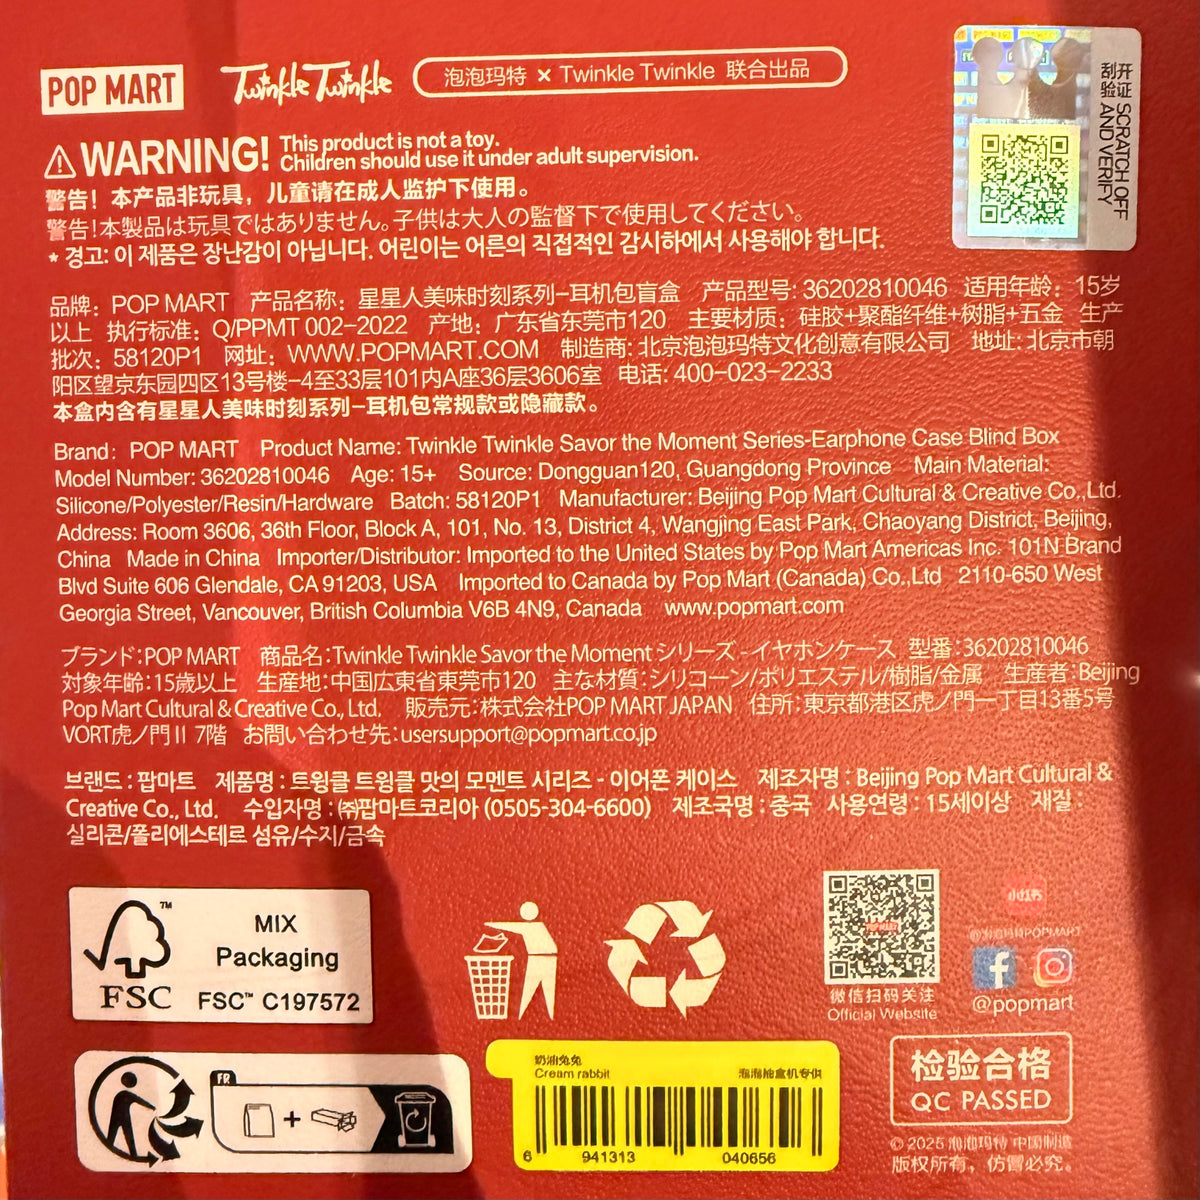 POP MART
Twinkle Twinkle
泡泡玛特 × Twinkle Twinkle 联合出品
刮开验证 SCRATCH OFF AND VERIFY
WARNING! This product is not a toy.
Children should use it under adult supervision.
警告！本产品非玩具，儿童请在成人监护下使用。
警告！本製品は玩具ではありません。子供は大人の監督下で使用してください。
* 경고: 이 제품은 장난감이 아닙니다. 어린이는 어른의 직접적인 감시하에서 사용해야 합니다.
品牌：POP MART 产品名称：星星人美味时刻系列-耳机包盲盒 产品型号: 36202810046 适用年龄：15岁
以上 执行标准：Q/PPMT 002-2022 产地：广东省东莞市120 主要材质：硅胶+聚酯纤维+树脂+五金 生产
批次：58120P1 网址：WWW.POPMART.COM 制造商: 北京泡泡玛特文化创意有限公司 地址: 北京市朝
阳区望京东园四区13号楼-4至33层101内A座36层3606室 电话: 400-023-2233
本盒内含有星星人美味时刻系列-耳机包常规款或隐藏款。
Brand：POP MART Product Name: Twinkle Twinkle Savor the Moment Series-Earphone Case Blind Box
Model Number: 36202810046 Age: 15+ Source: Dongguan120, Guangdong Province Main Material:
Silicone/Polyester/Resin/Hardware Batch: 58120P1 Manufacturer: Beijing Pop Mart Cultural & Creative Co.,Ltd.
Address: Room 3606, 36th Floor, Block A, 101, No. 13, District 4, Wangjing East Park, Chaoyang District, Beijing,
China Made in China Importer/Distributor: Imported to the United States by Pop Mart Americas Inc. 101N Brand
Blvd Suite 606 Glendale, CA 91203, USA Imported to Canada by Pop Mart (Canada) Co.,Ltd 2110-650 West
Georgia Street, Vancouver, British Columbia V6B 4N9, Canada www.popmart.com
ブランド:POP MART 商品名:Twinkle Twinkle Savor the Moment シリーズ -イヤホンケース 型番:36202810046
対象年齢:15歳以上 生産地:中国広東省東莞市120 主な材質:シリコーン/ポリエステル/樹脂/金属 生産者:Beijing
Pop Mart Cultural & Creative Co., Ltd. 販売元:株式会社POP MART JAPAN 住所:東京都港区虎ノ門一丁目13番5号
VORT虎ノ門Ⅱ 7階 お問い合わせ先:usersupport@popmart.co.jp
브랜드 : 팝마트 제품명 : 트윙클 트윙클 맛의 모멘트 시리즈 - 이어폰 케이스 제조자명 : Beijing Pop Mart Cultural &
Creative Co., Ltd. 수입자명 : ㈜팝마트코리아 (0505-304-6600) 제조국명 : 중국 사용연령 : 15세이상 재질 :
실리콘/폴리에스테르 섬유/수지/금속
FSC™
MIX
Packaging
FSC™ C197572
POP MART
微信扫码关注
Official Website
小红书
@泡泡玛特POPMART
@popmart
FR
+
奶油兔兔
Cream rabbit
泡泡抽盒机专供
6 941313 040656
检验合格
QC PASSED
© 2025 泡泡玛特 中国制造
版权所有，仿冒必究。